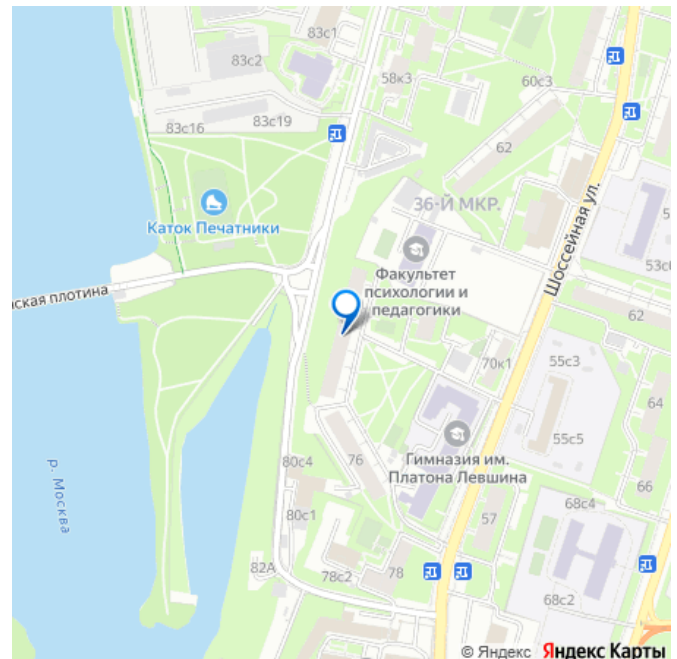 83с1
83с2
58к3
60с3
83с16
83с19
62
36-Й МКР.
Каток Печатники
Факультет
психологии и
педагогики
Шоссейная ул.
нская плотина
62
70к1
55с3
64
55с5
Гимназия им.
Платона Левшина
76
80с4
66
68с4
р. Москва
80с1
57
82А
78с2
78
68с2
© Яндекс Яндекс Карты